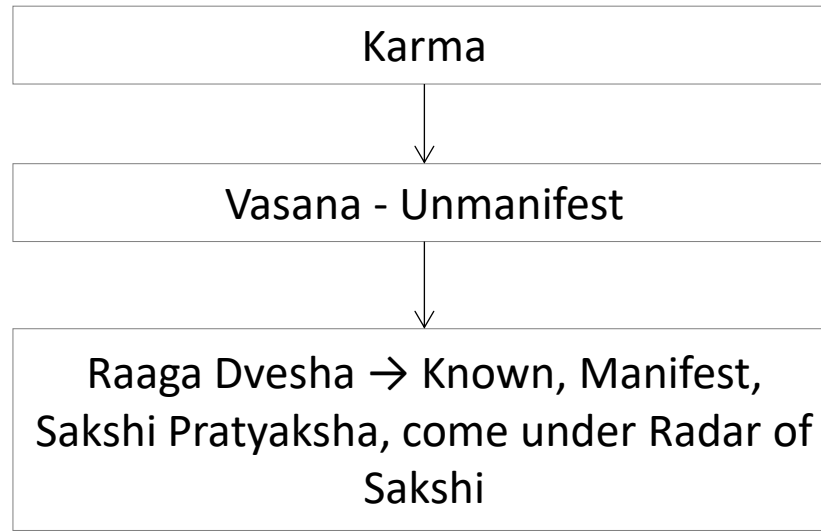 Karma
Vasana - Unmanifest
Raaga Dvesha → Known, Manifest,
Sakshi Pratyaksha, come under Radar of
Sakshi